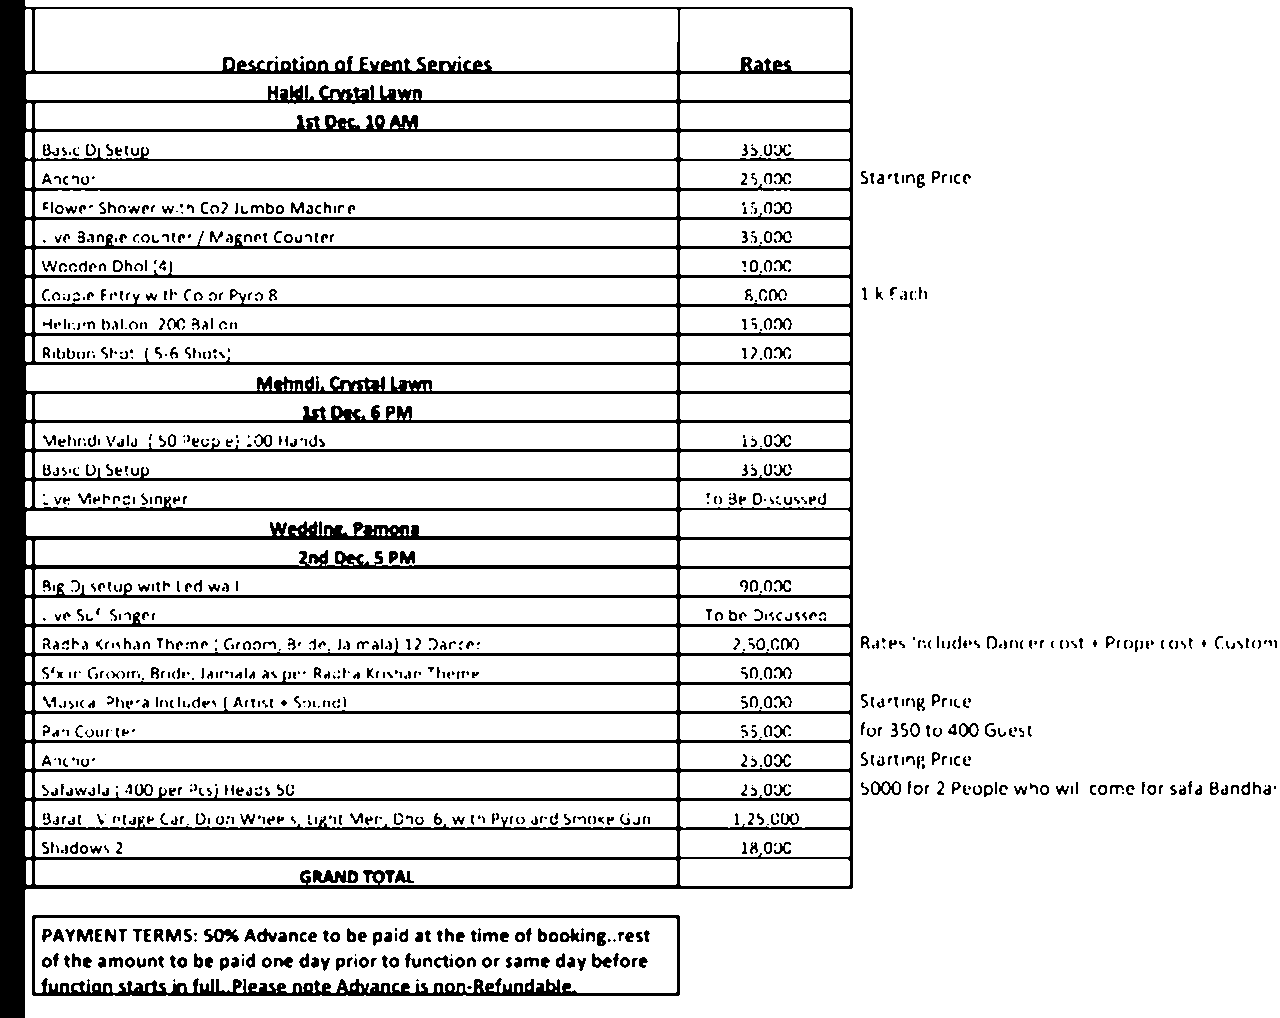 Description of Event Services Rates
Haldi, Crystal Lawn
1st Dec, 10 AM
Basic Dj Setup 35,000
Anchor 25,000 Starting Price
Flower Shower with Co2 Jumbo Machine 15,000
Live Bangle counter / Magnet Counter 35,000
Wooden Dhol (4) 10,000
Couple Entry with Color Pyro 8 8,000 1 k Each
Helium ballon 200 Ballon 15,000
Ribbon Shot ( 5-6 Shots) 12,000
Mehndi, Crystal Lawn
1st Dec, 6 PM
Mehndi Vala ( 50 People) 100 Hands 15,000
Basic Dj Setup 35,000
Live Mehndi Singer To Be Discussed
Wedding, Pamona
2nd Dec, 5 PM
Big Dj setup with Led wall 90,000
Live Sufi Singer To be Discussed
Radha Krishan Theme ( Groom, Bride, Jaimala) 12 Dancer 2,50,000 Rates includes Dancer cost + Prope cost + Custom
Sfx in Groom, Bride, Jaimala as per Radha Krishan Theme 50,000
Musical Phera Includes ( Artist + Sound) 50,000 Starting Price
Pan Counter 55,000 for 350 to 400 Guest
Anchor 25,000 Starting Price
Safawala ( 400 per Pcs) Heads 50 25,000 5000 for 2 People who will come for safa Bandhai
Barat Vintage Car, Dj on Wheels, Light Men, Dhol 6, with Pyro and Smoke Gun 1,25,000
Shadows 2 18,000
GRAND TOTAL
PAYMENT TERMS: 50% Advance to be paid at the time of booking..rest
of the amount to be paid one day prior to function or same day before
function starts in full..Please note Advance is non-Refundable.